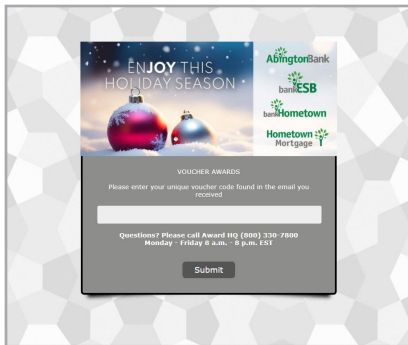 ENJOY THIS
HOLIDAY SEASON
AbingtonBank
bankESB
bankHometown
Hometown
Mortgage
VOUCHER AWARDS
Please enter your unique voucher code found in the email you
received
Questions? Please call Award HQ (800) 330-7800
Monday - Friday 8 a.m. - 8 p.m. EST
Submit